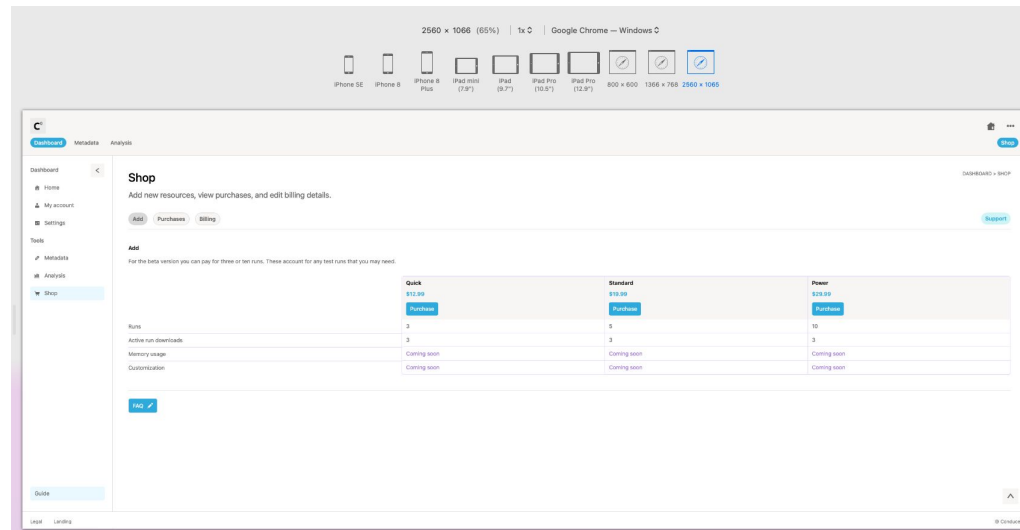 2560 × 1066 (65%) 1x Google Chrome — Windows
iPhone SE iPhone 8 iPhone 8 Plus iPad mini (7.9") iPad (9.7") iPad Pro (10.5") iPad Pro (12.9") 800 × 600 1366 × 768 2560 × 1065
C
Dashboard Metadata Analysis Shop
Dashboard
Home
My account
Settings
Tools
Metadata
Analysis
Shop
Guide
Shop
DASHBOARD > SHOP
Add new resources, view purchases, and edit billing details.
Add Purchases Billing Support
Add
For the beta version you can pay for three or ten runs. These account for any test runs that you may need.
Quick Standard Power
$12.99 $19.99 $29.99
Purchase Purchase Purchase
Runs 3 5 10
Active run downloads 3 3 3
Memory usage Coming soon Coming soon Coming soon
Customization Coming soon Coming soon Coming soon
FAQ
Legal Landing © Conduce